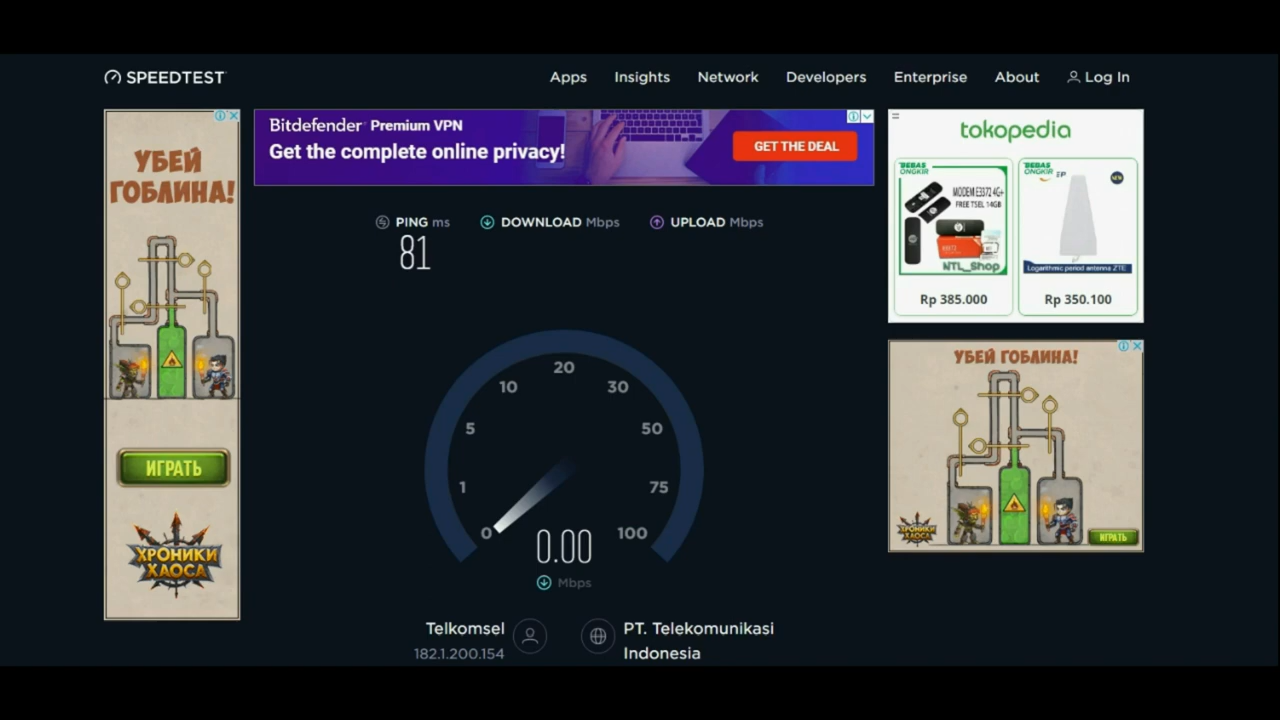 SPEEDTEST
Apps Insights Network Developers Enterprise About Log In
УБЕЙ
ГОБЛИНА!
ИГРАТЬ
ХРОНИКИ
ХАОСА
Bitdefender Premium VPN
Get the complete online privacy!
GET THE DEAL
PING ms
81
DOWNLOAD Mbps
UPLOAD Mbps
0
1
5
10
20
30
50
75
100
0.00
Mbps
Telkomsel
182.1.200.154
PT. Telekomunikasi
Indonesia
tokopedia
BEBAS
ONGKIR
MODEM E3372 4G+
FREE TSEL 14GB
NTL_Shop
Rp 385.000
BEBAS
ONGKIR
NEW
Logarithmic period antenna ZTE
Rp 350.100
УБЕЙ ГОБЛИНА!
ХРОНИКИ
ХАОСА
ИГРАТЬ